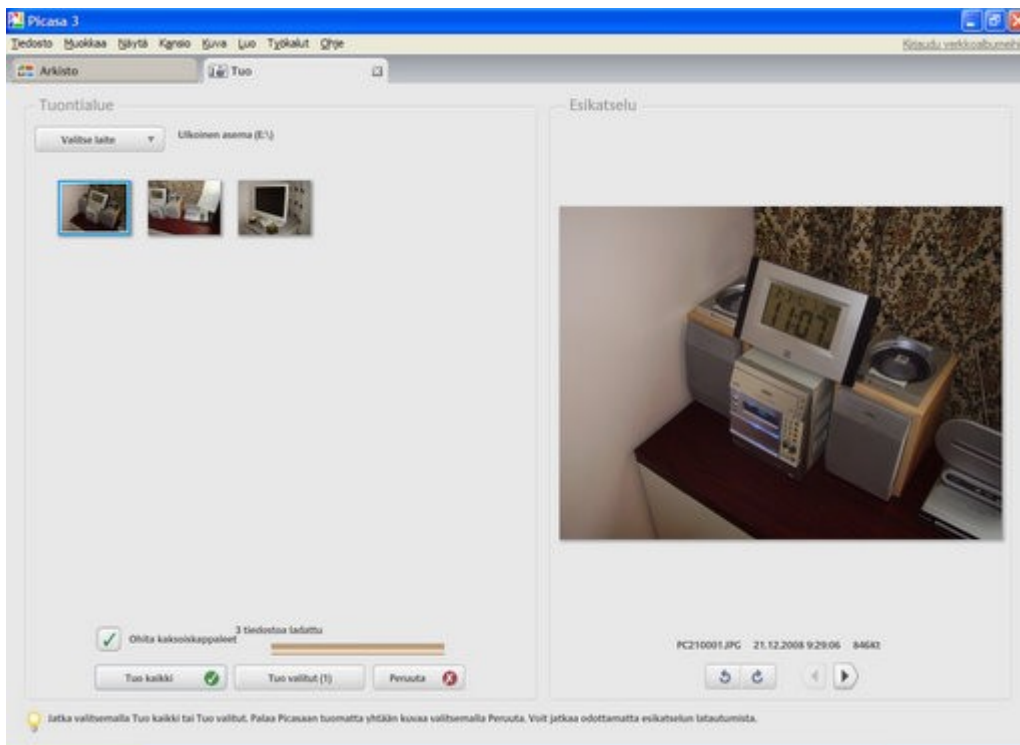 Picasa 3
Tiedosto Muokkaa Näytä Kansio Kuva Luo Työkalut Ohje
Kirjaudu verkkoalbumeihi
Arkisto
Tuo
Tuontialue
Esikatselu
Valitse laite
Ulkoinen asema (E:\)
11:07
3 tiedostoa ladattu
Ohita kaksoiskappaleet
PC210001.JPG 21.12.2008 9:29:06 846kt
Tuo kaikki
Tuo valitut (1)
Peruuta
Jatka valitsemalla Tuo kaikki tai Tuo valitut. Palaa Picasaan tuomatta yhtään kuvaa valitsemalla Peruuta. Voit jatkaa odottamatta esikatselun latautumista.